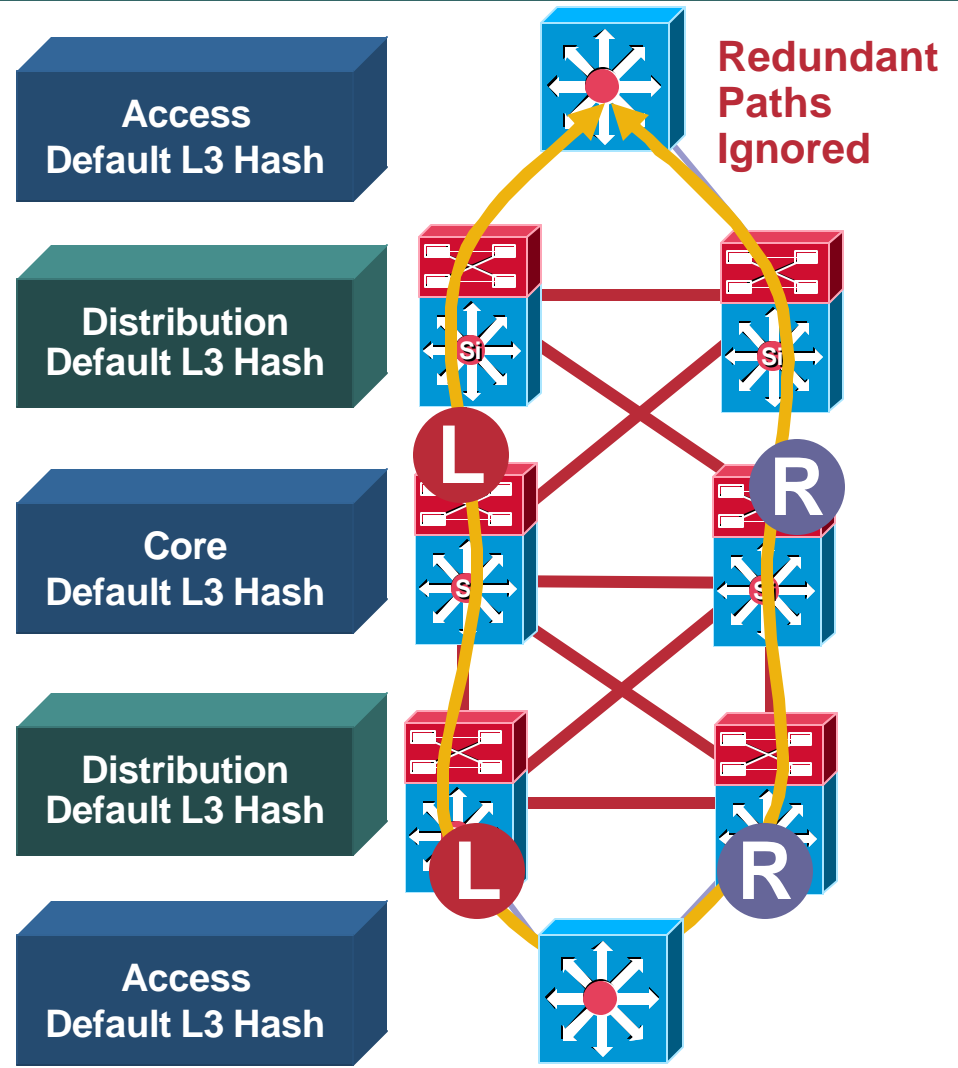 Redundant
Paths
Ignored
Access
Default L3 Hash
Distribution
Default L3 Hash
Si
Si
L
R
Core
Default L3 Hash
S
Si
Distribution
Default L3 Hash
L
R
Access
Default L3 Hash